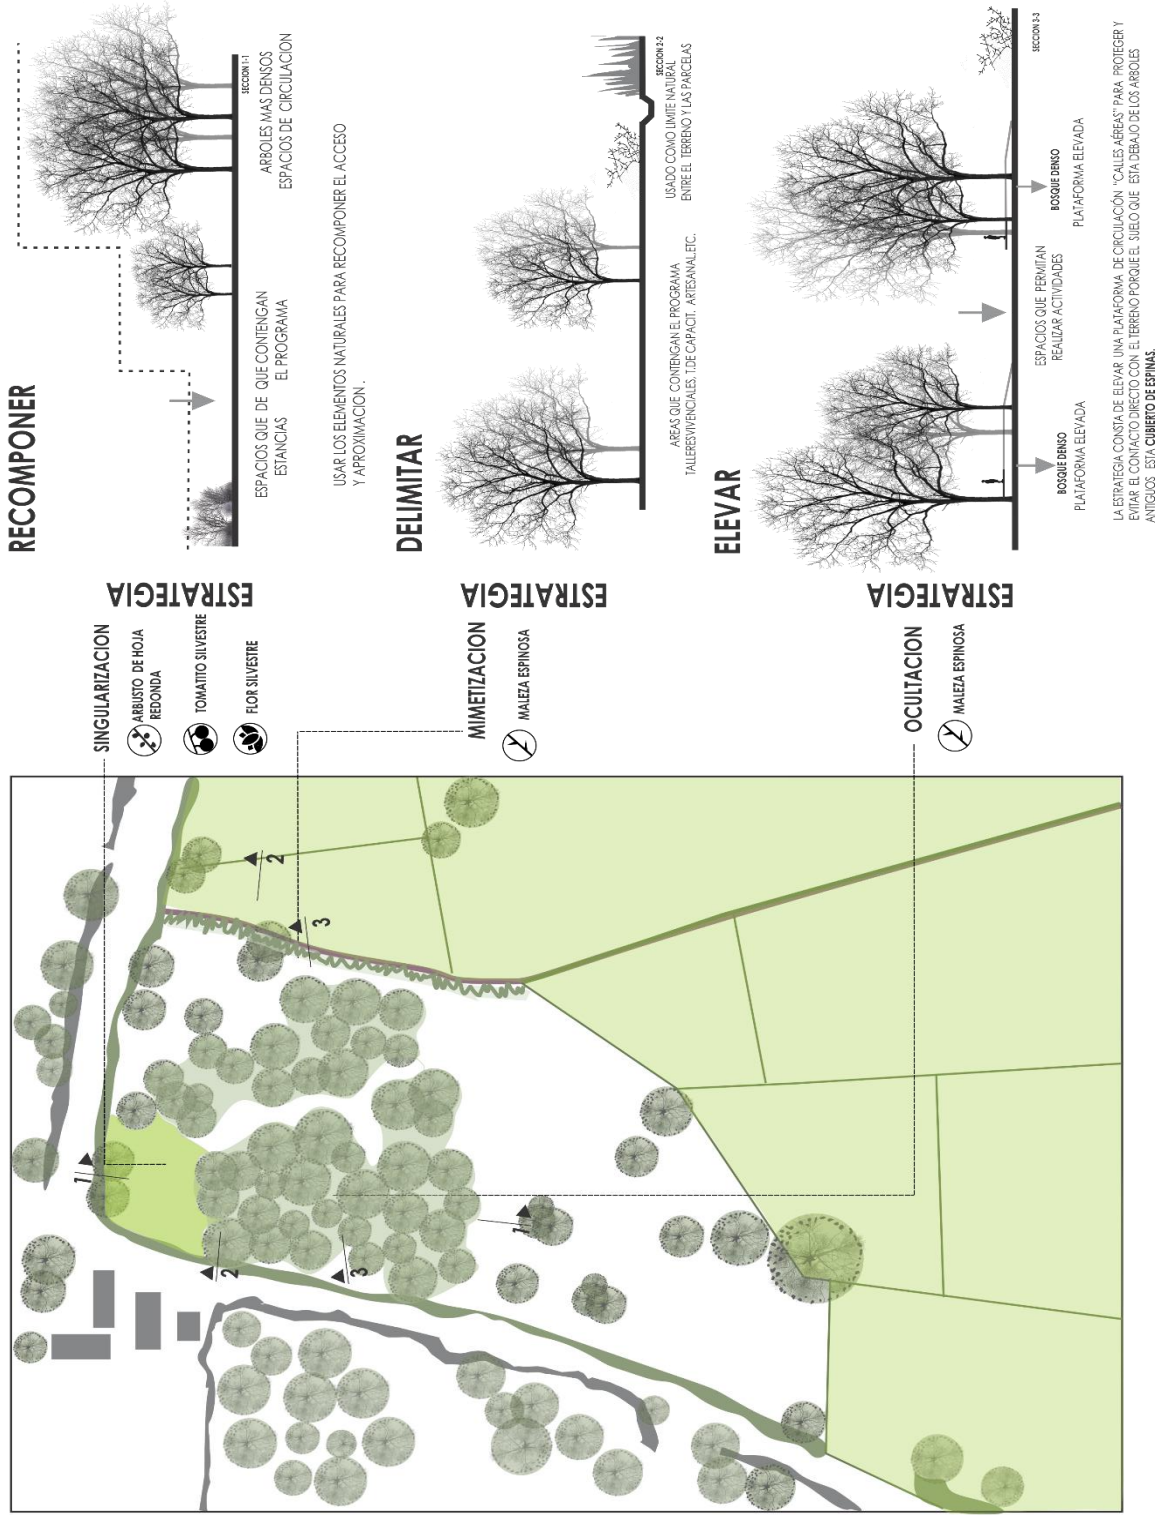 SINGULARIZACION
ARBUSTO DE HOJA
REDONDA
TOMATITO SILVESTRE
FLOR SILVESTRE
ESTRATEGIA
RECOMPONER
ESPACIOS QUE DE QUE CONTENGAN
ESTANCIAS EL PROGRAMA
SECCION 1-1
ARBOLES MAS DENSOS
ESPACIOS DE CIRCULACION
USAR LOS ELEMENTOS NATURALES PARA RECOMPONER EL ACCESO
Y APROXIMACION.
MIMETIZACION
MALEZA ESPINOSA
ESTRATEGIA
DELIMITAR
AREAS QUE CONTENGAN EL PROGRAMA
TALLERESVIVENCIALES, T.DE CAPACIT. ARTESANAL.ETC.
SECCION 2-2
USADO COMO LIMITE NATURAL
ENTRE EL TERRENO Y LAS PARCELAS
OCULTACION
MALEZA ESPINOSA
ESTRATEGIA
ELEVAR
BOSQUE DENSO
PLATAFORMA ELEVADA
ESPACIOS QUE PERMITAN
REALIZAR ACTIVIDADES
BOSQUE DENSO
PLATAFORMA ELEVADA
SECCION 3-3
LA ESTRATEGIA CONSTA DE ELEVAR UNA PLATAFORMA DE CIRCULACIÓN "CALLES AÉREAS" PARA PROTEGER Y
EVITAR EL CONTACTO DIRECTO CON EL TERRENO PORQUE EL SUELO QUE ESTA DEBAJO DE LOS ARBOLES
ANTIGUOS ESTA CUBIERTO DE ESPINAS.
1
2
3
1
2
3